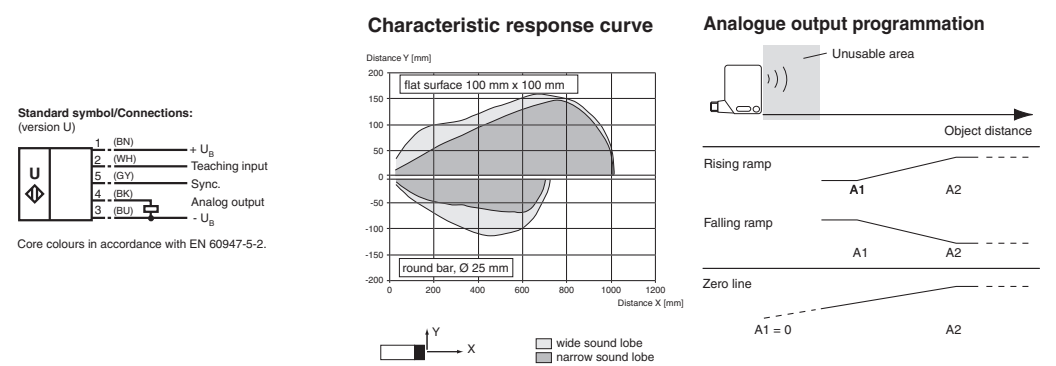 Standard symbol/Connections:
(version U)
U
1 (BN)
+ UB
2 (WH)
Teaching input
5 (GY)
Sync.
4 (BK)
Analog output
3 (BU)
- UB
Core colours in accordance with EN 60947-5-2.
Characteristic response curve
Distance Y [mm]
200
flat surface 100 mm x 100 mm
150
100
50
0
-50
-100
-150
round bar, Ø 25 mm
-200
0 200 400 600 800 1000 1200
Distance X [mm]
Y
X
wide sound lobe
narrow sound lobe
Analogue output programmation
Unusable area
Object distance
Rising ramp
A1 A2
Falling ramp
A1 A2
Zero line
A1 = 0 A2